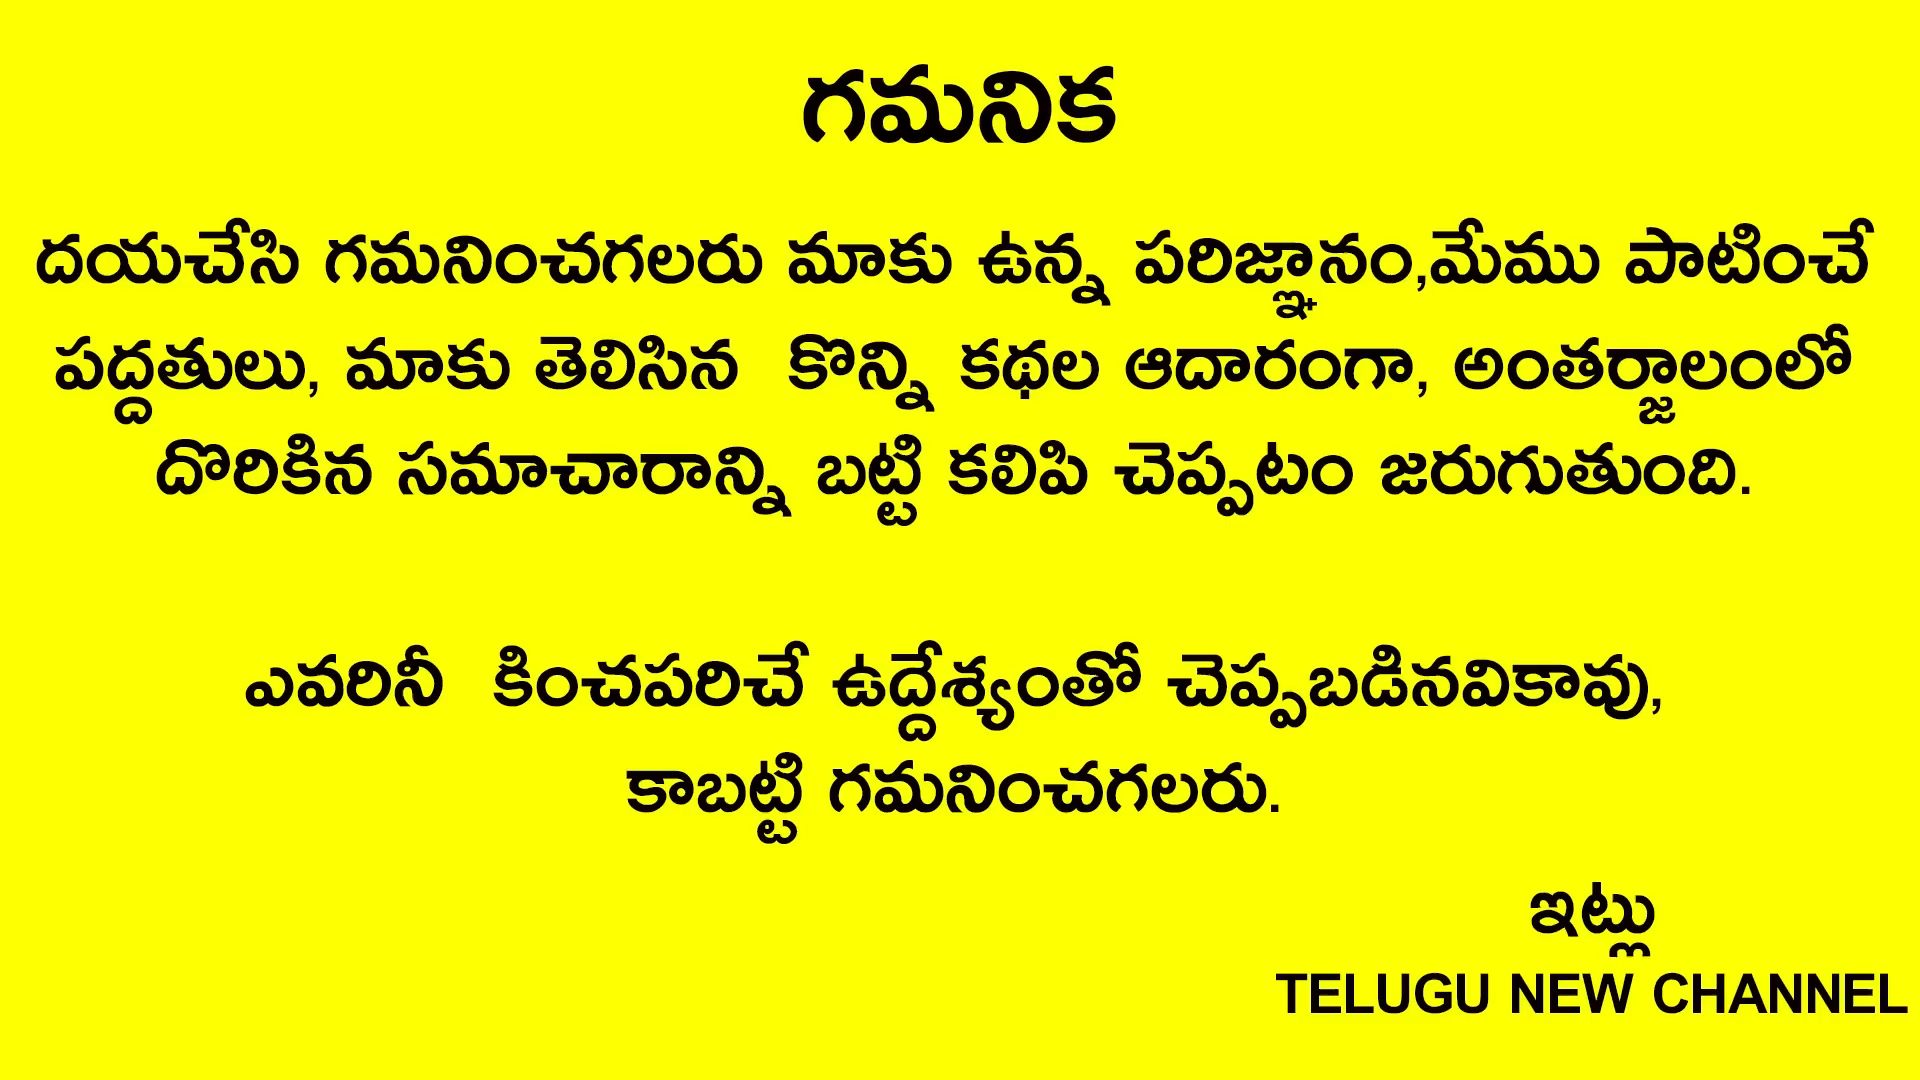 గమనిక
దయచేసి గమనించగలరు మాకు ఉన్న పరిజ్ఞానం,మేము పాటించే
పద్దతులు, మాకు తెలిసిన కొన్ని కథల ఆదారంగా, అంతర్జాలంలో
దొరికిన సమాచారాన్ని బట్టి కలిపి చెప్పటం జరుగుతుంది.
ఎవరినీ కించపరిచే ఉద్దేశ్యంతో చెప్పబడినవికావు,
కాబట్టి గమనించగలరు.
ఇట్లు
TELUGU NEW CHANNEL